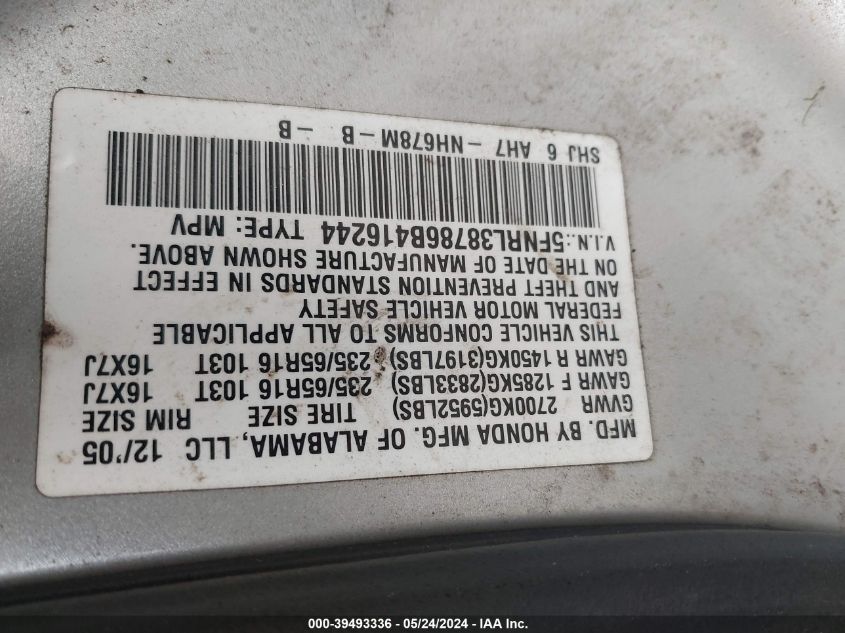 MFD. BY HONDA MFG. OF ALABAMA, LLC 12/'05
GVWR 2700KG(5952LBS) TIRE SIZE RIM SIZE
GAWR F 1285KG(2833LBS) 235/65R16 103T 16X7J
GAWR R 1450KG(3197LBS) 235/65R16 103T 16X7J
THIS VEHICLE CONFORMS TO ALL APPLICABLE
FEDERAL MOTOR VEHICLE SAFETY
AND THEFT PREVENTION STANDARDS IN EFFECT
ON THE DATE OF MANUFACTURE SHOWN ABOVE.
V.I.N.:5FNRL38786B416244 TYPE: MPV
SHJ 6 AH7 - NH678M - B - B
000-39493336 - 05/24/2024 - IAA Inc.